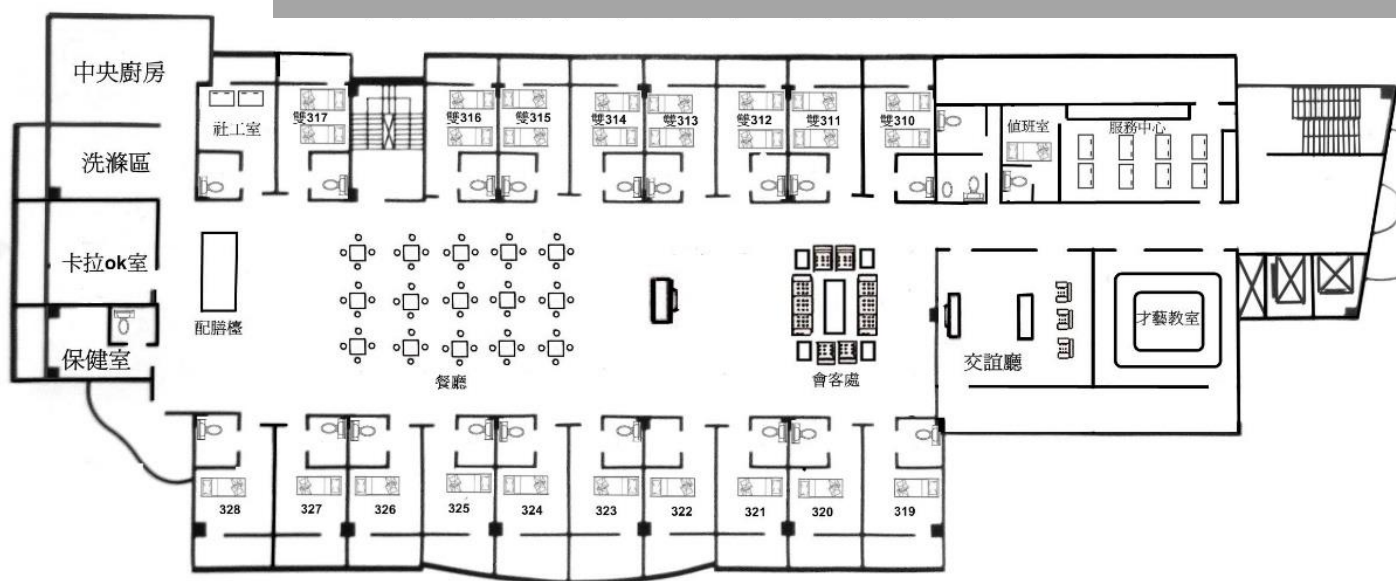 中央廚房
洗滌區
卡拉ok室
保健室
社工室
雙317
雙316
雙315
雙314
雙313
雙312
雙311
雙310
值班室
服務中心
配膳檯
餐廳
會客處
交誼廳
才藝教室
328
327
326
325
324
323
322
321
320
319